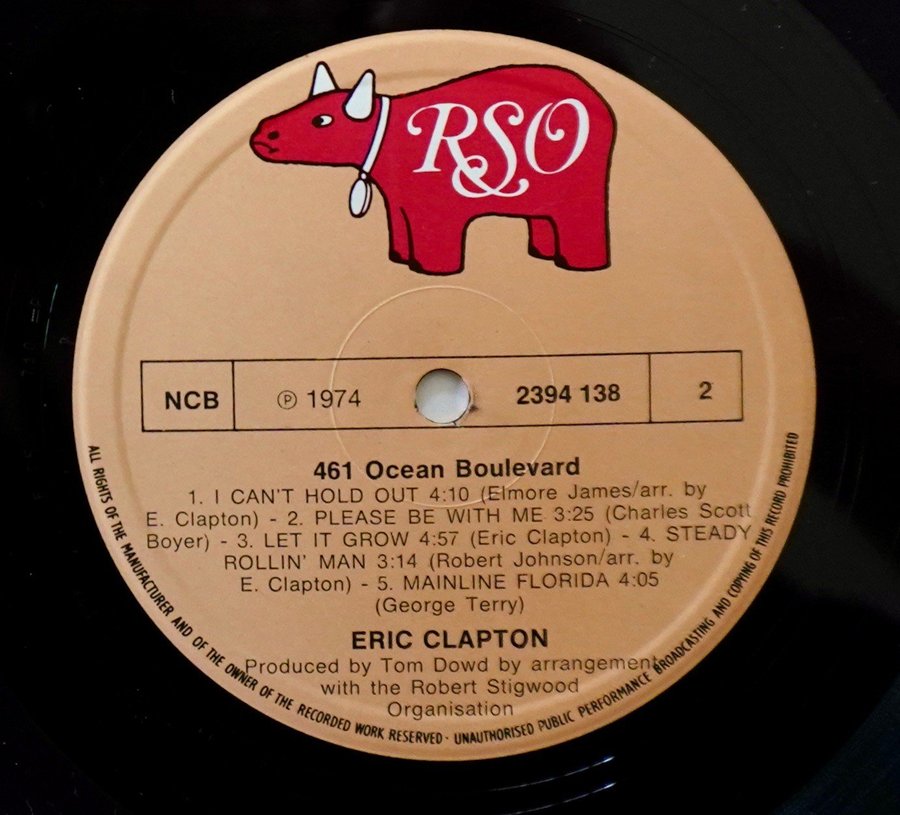 RSO
NCB
℗ 1974
2394 138
2
461 Ocean Boulevard
1. I CAN'T HOLD OUT 4:10 (Elmore James/arr. by
E. Clapton) - 2. PLEASE BE WITH ME 3:25 (Charles Scott
Boyer) - 3. LET IT GROW 4:57 (Eric Clapton) - 4. STEADY
ROLLIN' MAN 3:14 (Robert Johnson/arr. by
E. Clapton) - 5. MAINLINE FLORIDA 4:05
(George Terry)
ERIC CLAPTON
Produced by Tom Dowd by arrangement
with the Robert Stigwood
Organisation
ALL RIGHTS OF THE MANUFACTURER AND OF THE OWNER OF THE RECORDED WORK RESERVED · UNAUTHORISED PUBLIC PERFORMANCE BROADCASTING AND COPYING OF THIS RECORD PROHIBITED